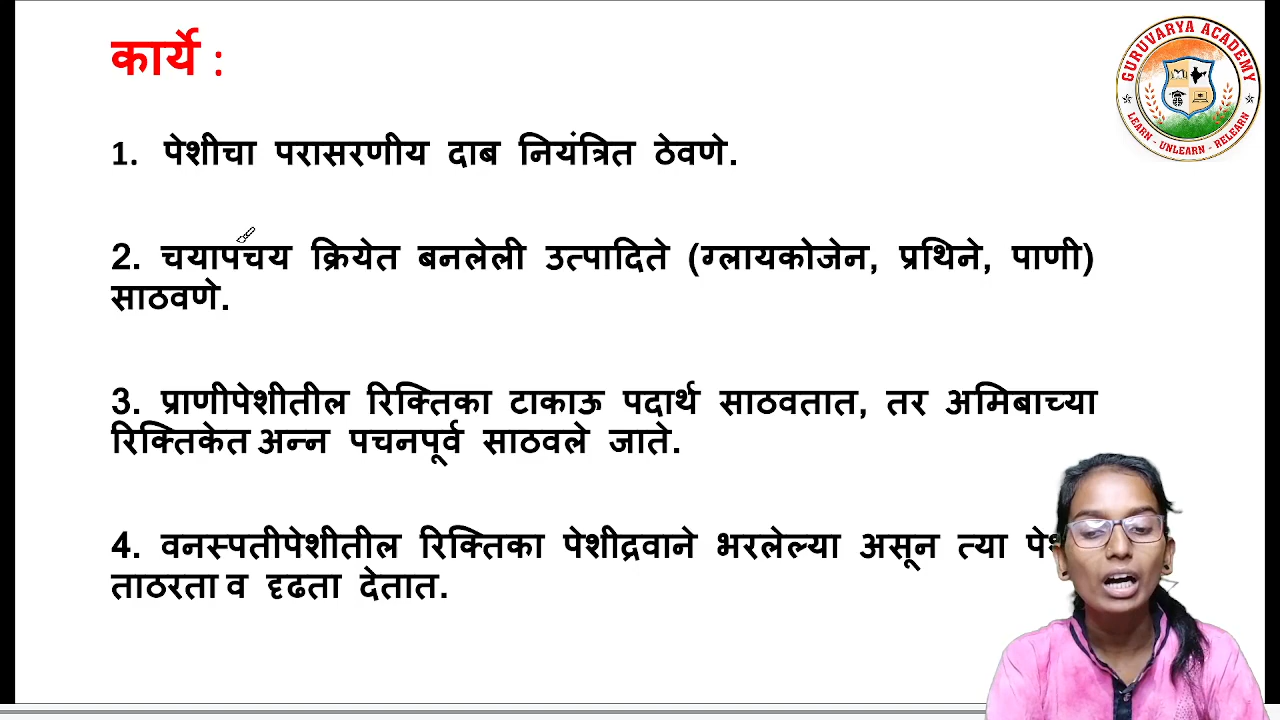 कार्ये :
GURUVARYA ACADEMY
LEARN - UNLEARN - RELEARN
1. पेशीचा परासरणीय दाब नियंत्रित ठेवणे.
2. चयापचय क्रियेत बनलेली उत्पादिते (ग्लायकोजेन, प्रथिने, पाणी)
साठवणे.
3. प्राणीपेशीतील रिक्तिका टाकाऊ पदार्थ साठवतात, तर अमिबाच्या
रिक्तिकेत अन्न पचनपूर्व साठवले जाते.
4. वनस्पतीपेशीतील रिक्तिका पेशीद्रवाने भरलेल्या असून त्या
ताठरता व दृढता देतात.